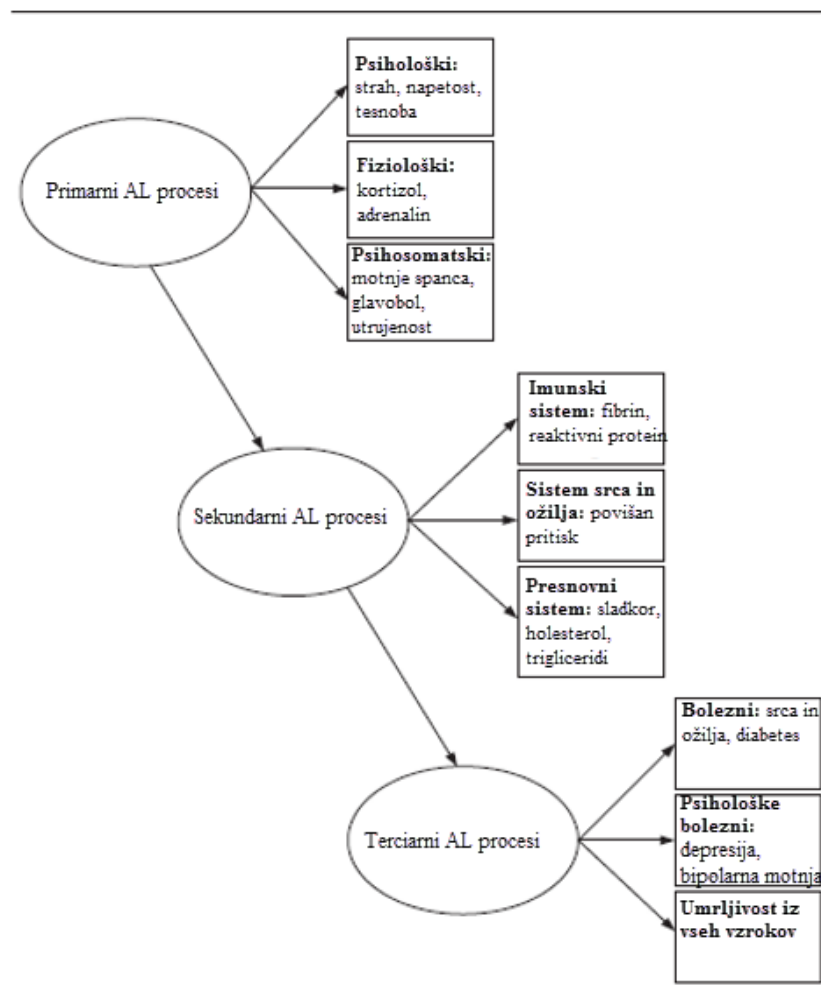 Psihološki:
strah, napetost,
tesnoba
Primarni AL procesi
Fiziološki:
kortizol,
adrenalin
Psihosomatski:
motnje spanca,
glavobol,
utrujenost
Imunski
sistem: fibrin,
reaktivni protein
Sekundarni AL procesi
Sistem srca in
ožilja: povišan
pritisk
Presnovni
sistem: sladkor,
holesterol,
trigliceridi
Bolezni: srca in
ožilja, diabetes
Terciarni AL procesi
Psihološke
bolezni:
depresija,
bipolarna motnja
Umrljivost iz
vseh vzrokov